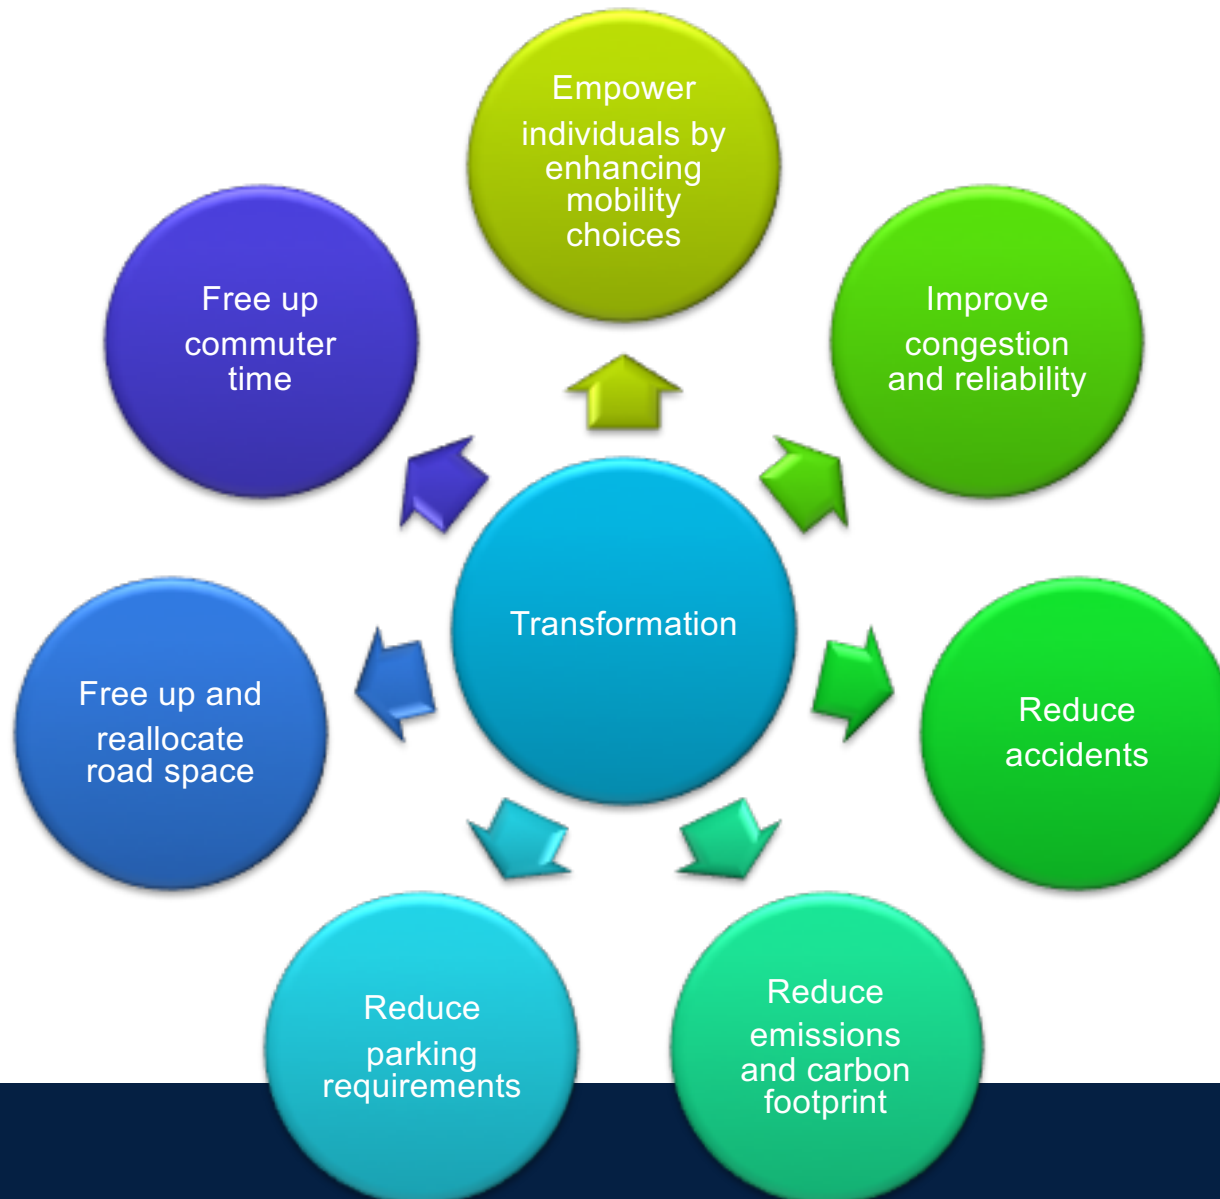 Empower
individuals by
enhancing
mobility
choices
Improve
congestion
and reliability
Reduce
accidents
Reduce
emissions
and carbon
footprint
Reduce
parking
requirements
Free up and
reallocate
road space
Free up
commuter
time
Transformation